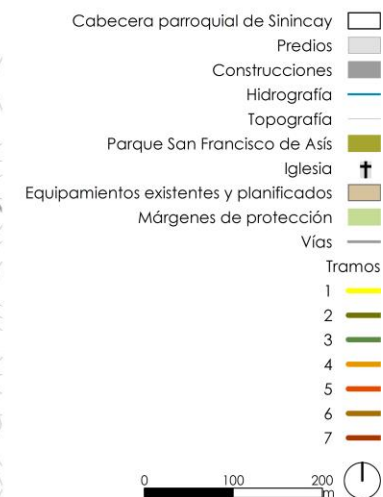 Cabecera parroquial de Sinincay
Predios
Construcciones
Hidrografía
Topografía
Parque San Francisco de Asís
Iglesia
Equipamientos existentes y planificados
Márgenes de protección
Vías
Tramos
1
2
3
4
5
6
7
0 100 200
m